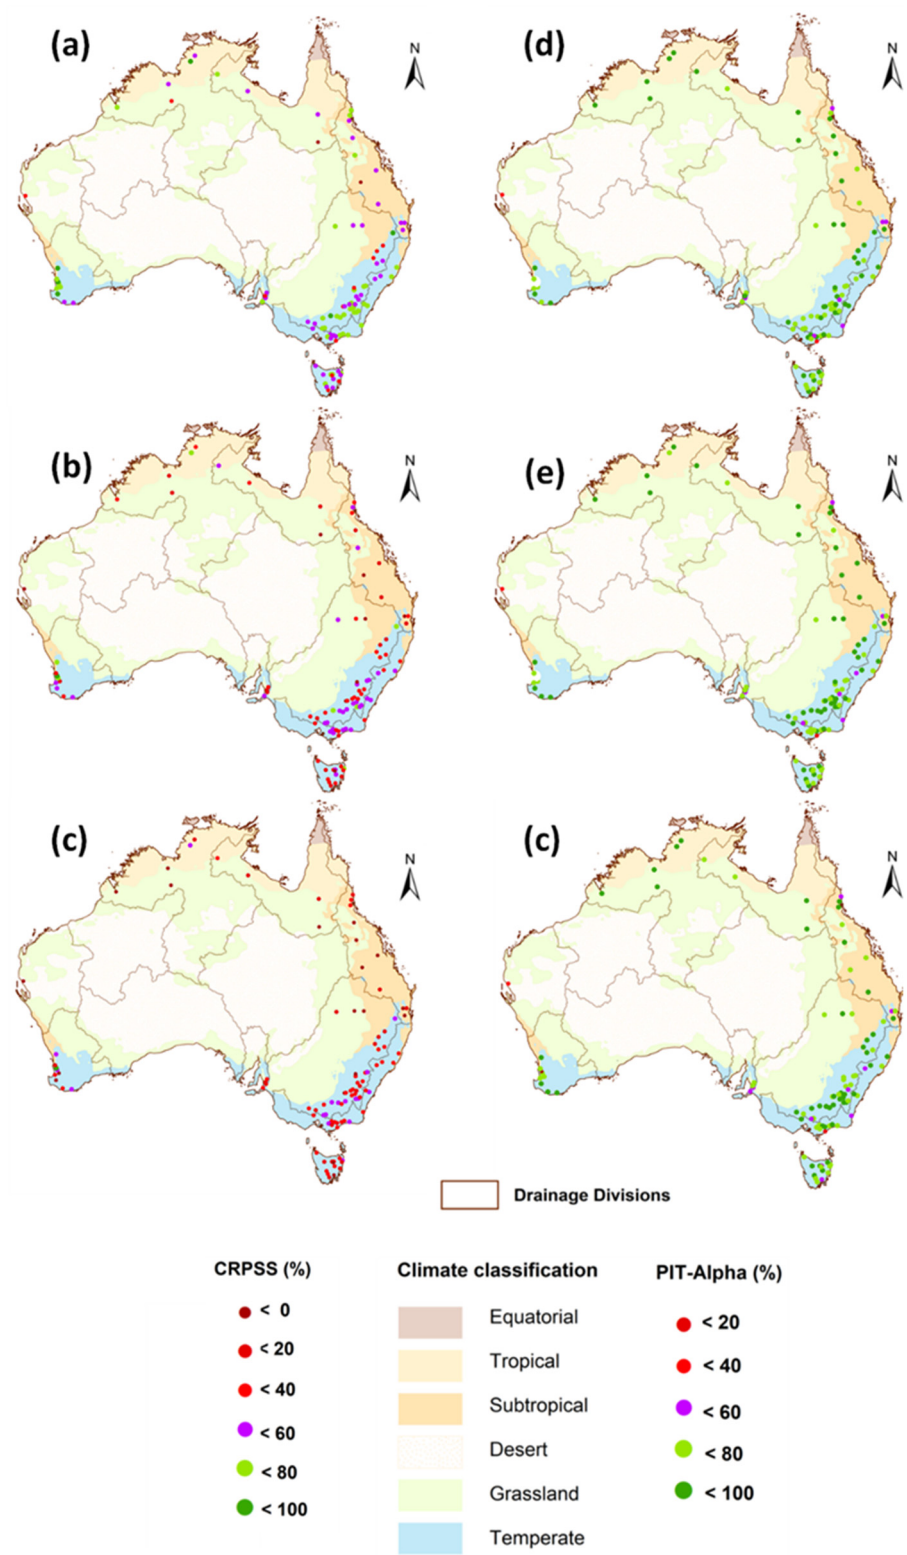 (a)
N
(d)
N
(b)
N
(e)
N
(c)
N
(c)
N
Drainage Divisions
CRPSS (%)
< 0
< 20
< 40
< 60
< 80
< 100
Climate classification
Equatorial
Tropical
Subtropical
Desert
Grassland
Temperate
PIT-Alpha (%)
< 20
< 40
< 60
< 80
< 100